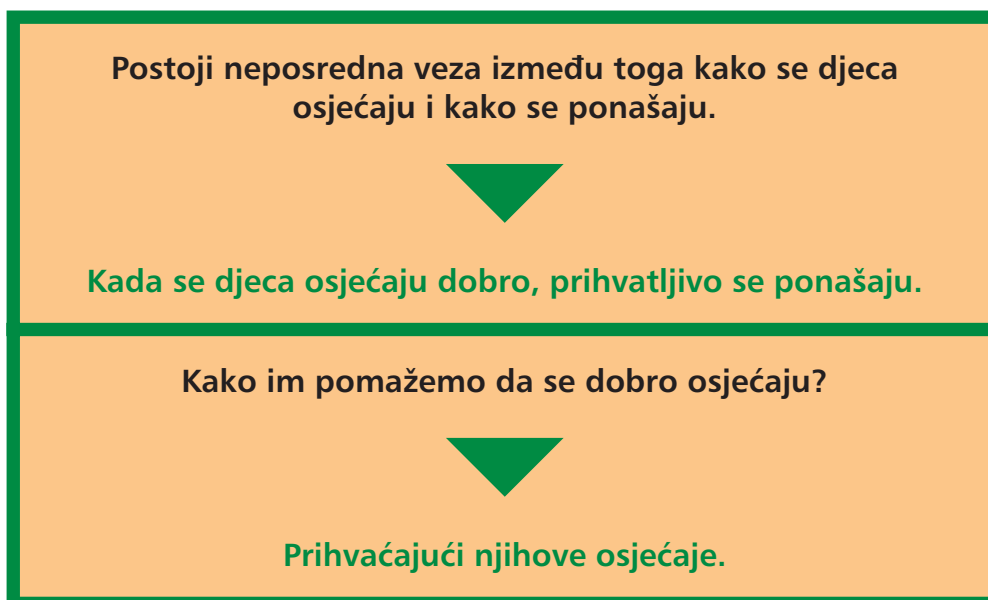 Postoji neposredna veza između toga kako se djeca
osjećaju i kako se ponašaju.
Kada se djeca osjećaju dobro, prihvatljivo se ponašaju.
Kako im pomažemo da se dobro osjećaju?
Prihvaćajući njihove osjećaje.